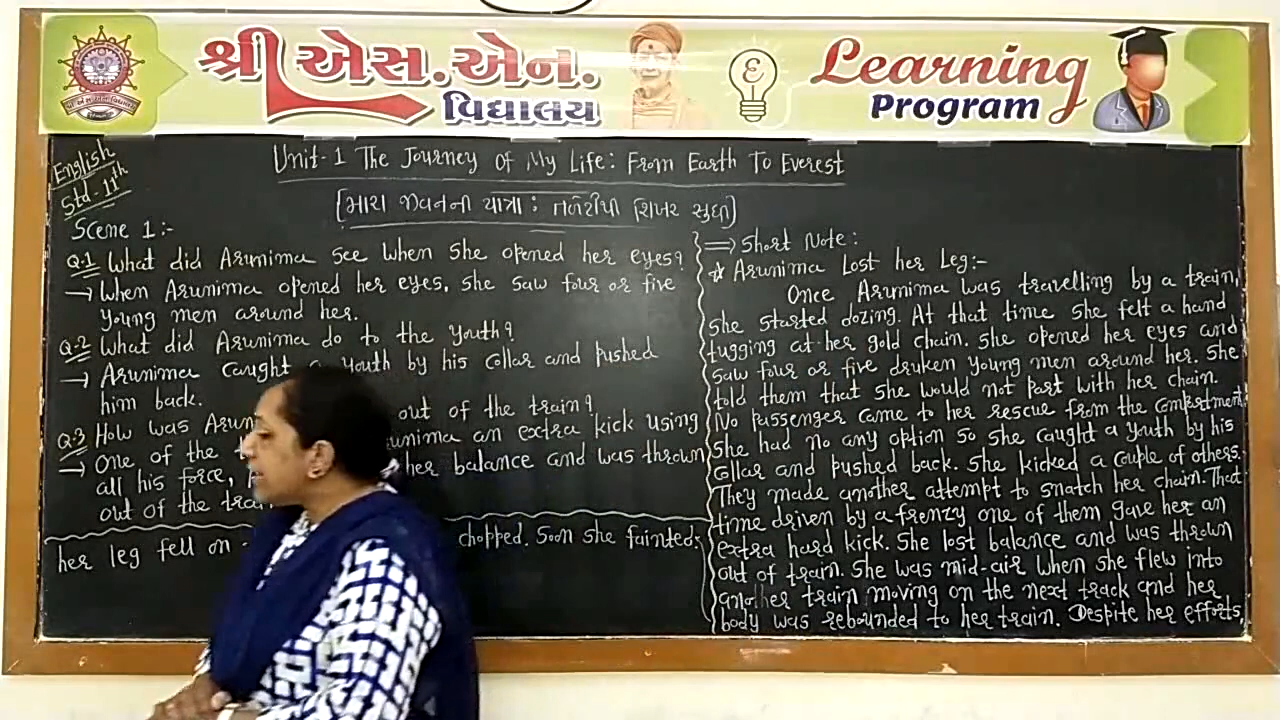 શ્રી એસ.એન.
વિદ્યાલય
Learning
Program
English
Std-11th
Unit-1 The Journey Of My Life: From Earth To Everest
[મારા જીવનની યાત્રા : તળેટીથી શિખર સુધી]
Scene 1:-
Q.1 What did Arunima see when she opened her eyes?
→ When Arunima opened her eyes, she saw four or five
young men around her.
Q.2 What did Arunima do to the youth?
→ Arunima caught a youth by his collar and pushed
him back.
Q.3 How was Arun out of the train?
→ One of the unima an extra kick using
all his force, her balance and was thrown
out of the
her leg fell on chopped. Soon she fainted.
⇒ Short Note:
☆ Arunima Lost her Leg:-
Once Arunima was travelling by a train,
she started dozing. At that time she felt a hand
tugging at her gold chain. She opened her eyes and
saw four or five druken young men around her. She
told them that she would not part with her chain.
No passenger came to her rescue from the compartment.
She had no any option so she caught a youth by his
collar and pushed back. She kicked a couple of others.
They made another attempt to snatch her chain. That
time driven by a frenzy one of them gave her an
extra hard kick. She lost balance and was thrown
out of train. She was mid-air when she flew into
another train moving on the next track and her
body was rebounded to her train. Despite her efforts,